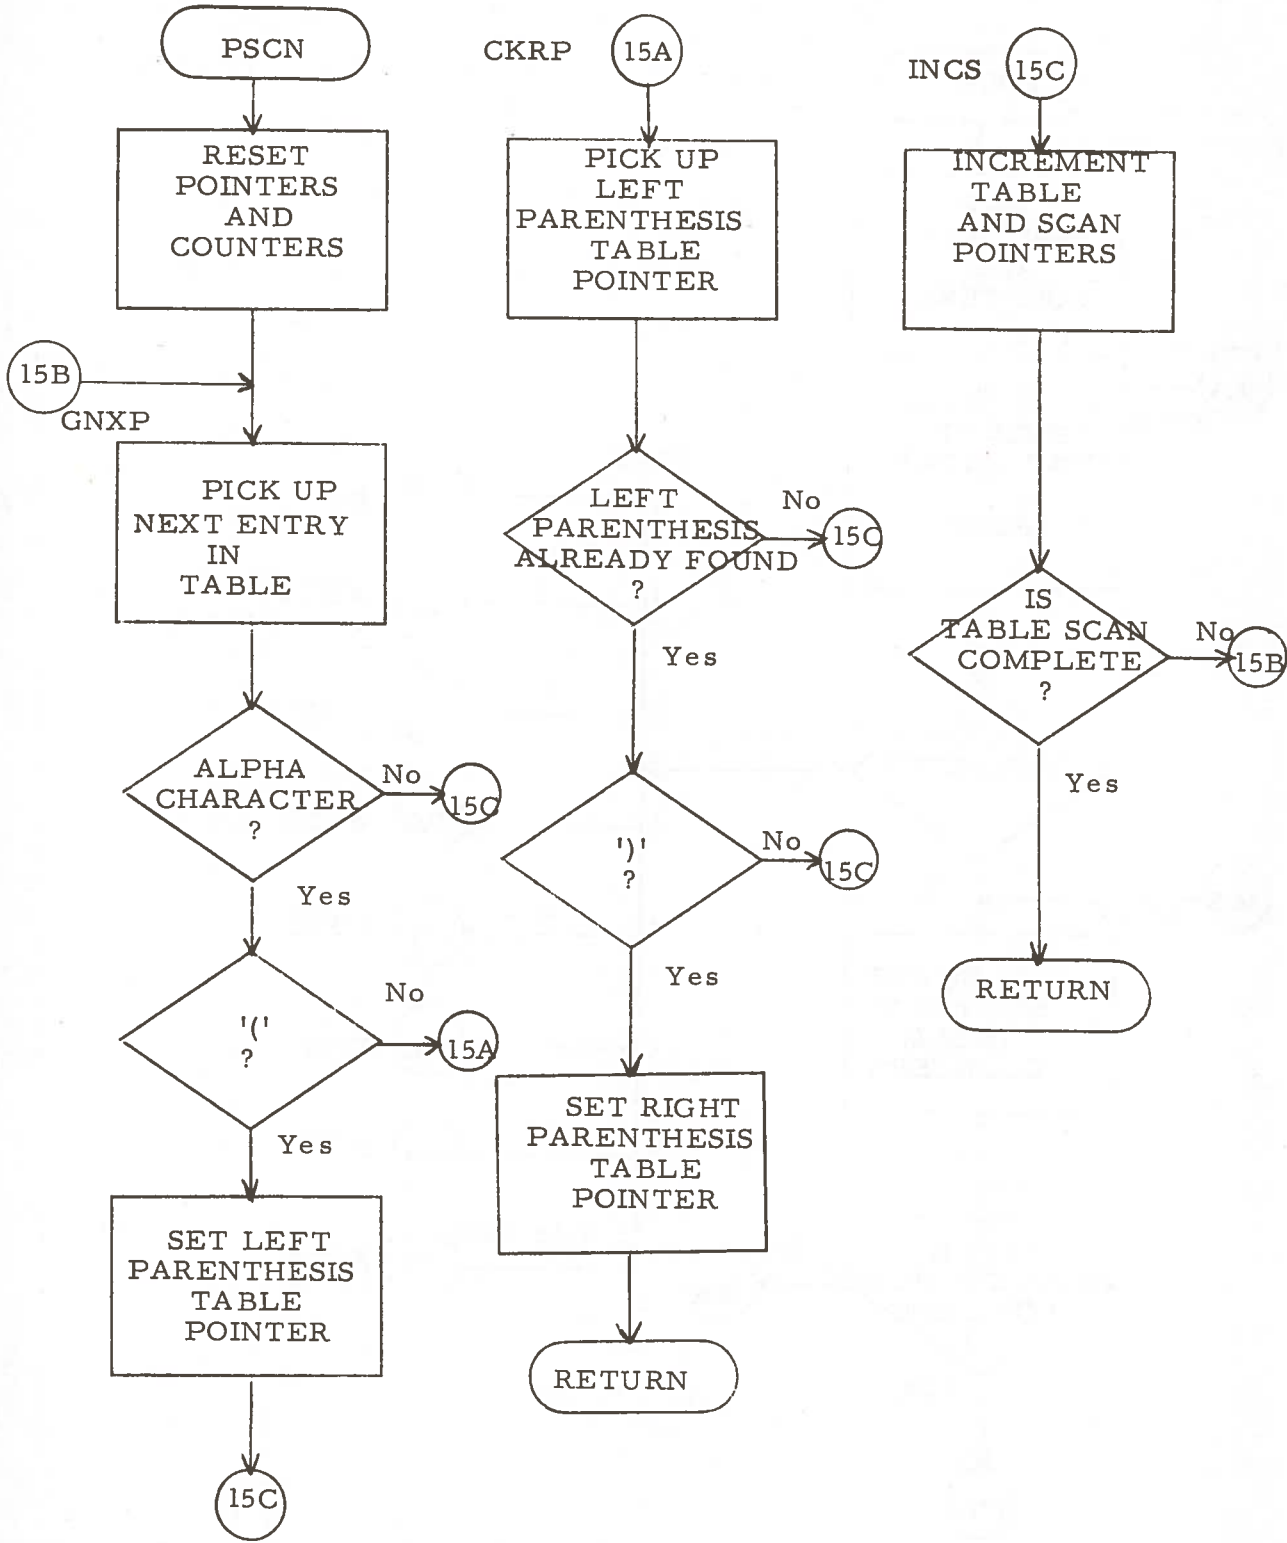 PSCN
RESET
POINTERS
AND
COUNTERS
15B
GNXP
PICK UP
NEXT ENTRY
IN
TABLE
ALPHA
CHARACTER
?
No
15C
Yes
'('
?
No
15A
Yes
SET LEFT
PARENTHESIS
TABLE
POINTER
15C
CKRP
15A
PICK UP
LEFT
PARENTHESIS
TABLE
POINTER
LEFT
PARENTHESIS
ALREADY FOUND
?
No
15C
Yes
')'
?
No
15C
Yes
SET RIGHT
PARENTHESIS
TABLE
POINTER
RETURN
INCS
15C
INCREMENT
TABLE
AND SCAN
POINTERS
IS
TABLE SCAN
COMPLETE
?
No
15B
Yes
RETURN